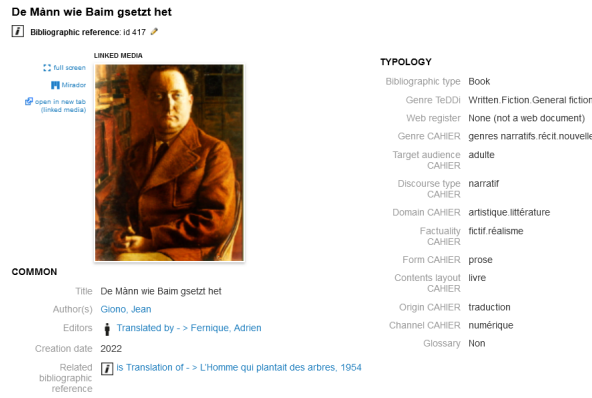 De Månn wie Baim gsetzt het
Bibliographic reference: id 417
LINKED MEDIA
full screen
Mirador
open in new tab
(linked media)
COMMON
Title De Månn wie Baim gsetzt het
Author(s) Giono, Jean
Editors Translated by - > Fernique, Adrien
Creation date 2022
Related is Translation of - > L'Homme qui plantait des arbres, 1954
bibliographic
reference
TYPOLOGY
Bibliographic type Book
Genre TeDDi Written.Fiction.General fiction
Web register None (not a web document)
Genre CAHIER genres narratifs.récit.nouvelle
Target audience adulte
CAHIER
Discourse type narratif
CAHIER
Domain CAHIER artistique.littérature
Factuality fictif.réalisme
CAHIER
Form CAHIER prose
Contents layout livre
CAHIER
Origin CAHIER traduction
Channel CAHIER numérique
Glossary Non